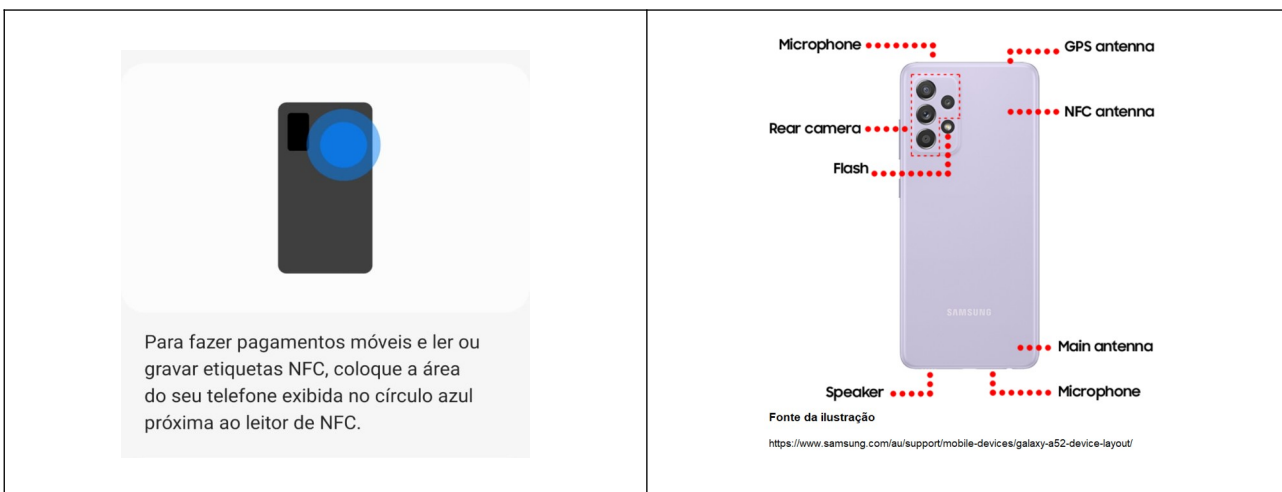 Para fazer pagamentos móveis e ler ou
gravar etiquetas NFC, coloque a área
do seu telefone exibida no círculo azul
próxima ao leitor de NFC.
Microphone
GPS antenna
NFC antenna
Rear camera
Flash
SAMSUNG
Main antenna
Speaker
Microphone
Fonte da ilustração
https://www.samsung.com/au/support/mobile-devices/galaxy-a52-device-layout/